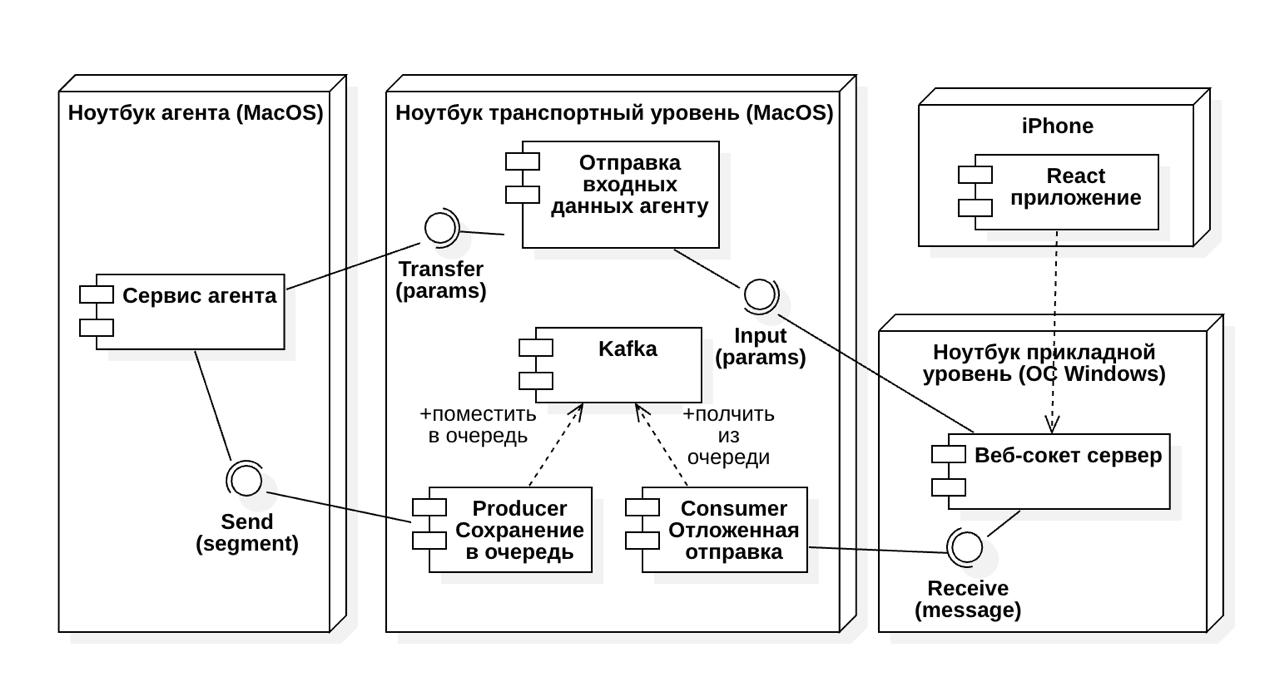 Ноутбук агента (MacOS)
Сервис агента
Send
(segment)
Ноутбук транспортный уровень (MacOS)
Отправка
входных
данных агенту
Transfer
(params)
Input
(params)
Kafka
+поместить
в очередь
+полчить
из
очереди
Producer
Сохранение
в очередь
Consumer
Отложенная
отправка
iPhone
React
приложение
Ноутбук прикладной
уровень (ОС Windows)
Веб-сокет сервер
Receive
(message)